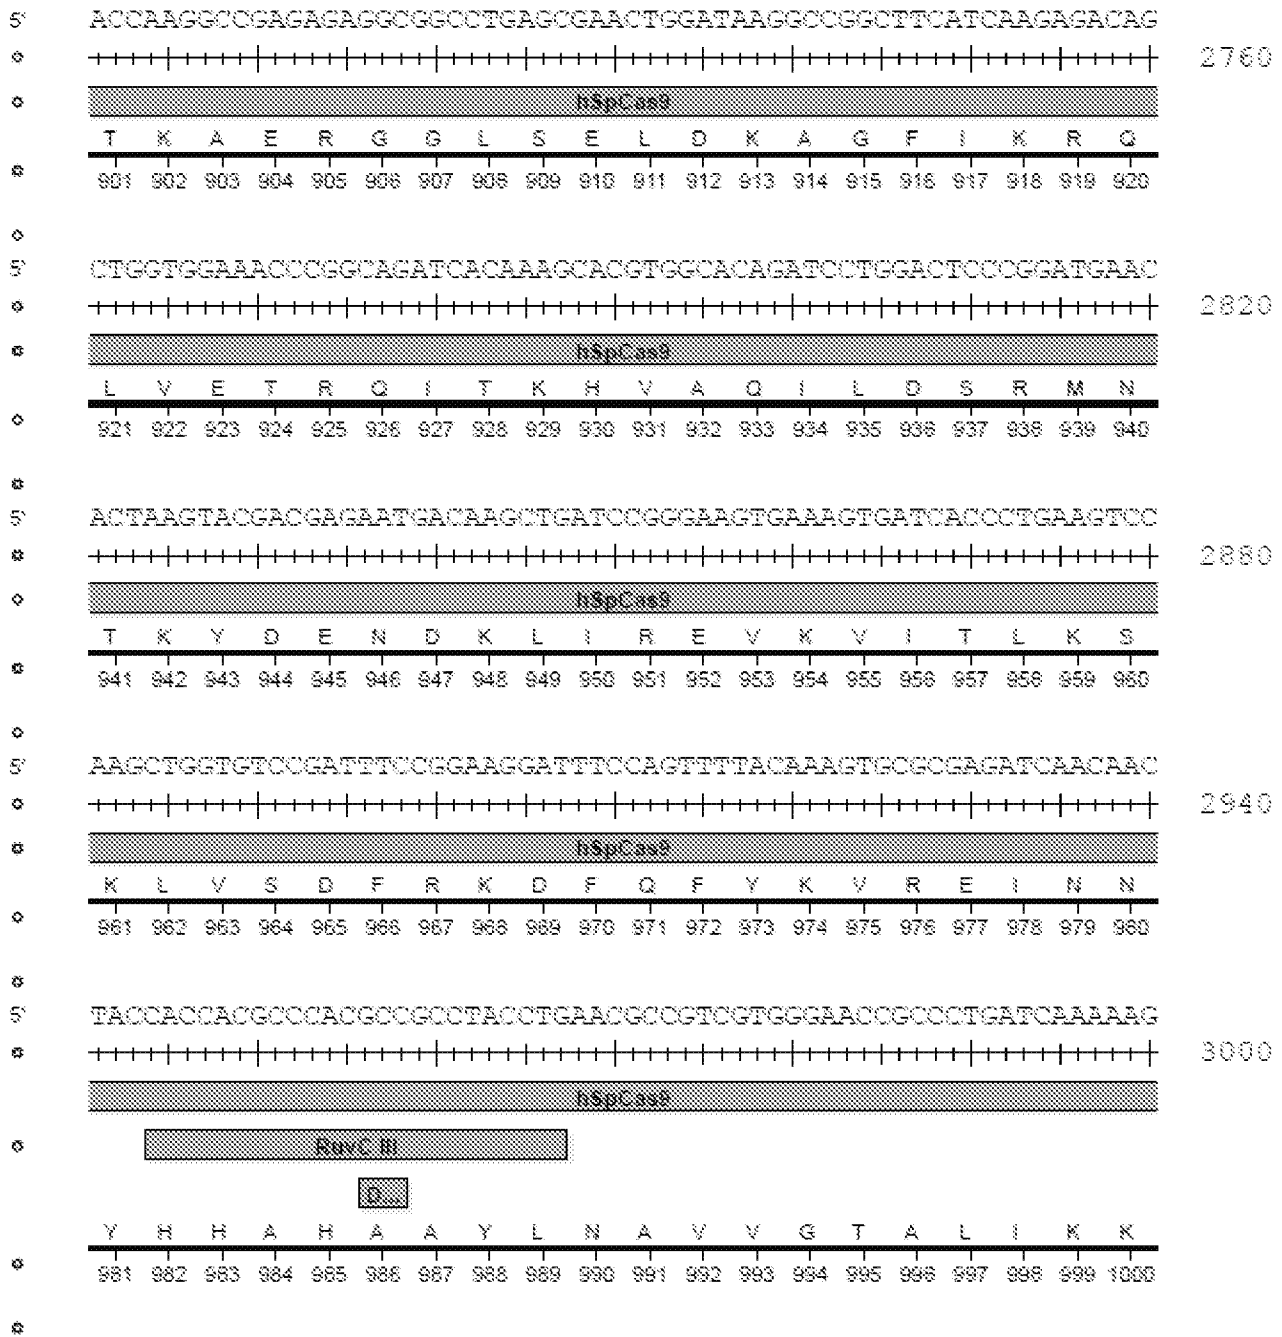 5' ACCAAGGCCGAGAGAGGCGGCCTGAGCGAACTGGATAAGGCCGGCTTCATCAAGAGACAG
2760
hSpCas9
T K A E R G G L S E L D K A G F I K R Q
901 902 903 904 905 906 907 908 909 910 911 912 913 914 915 916 917 918 919 920
5' CTGGTGGAAACCCGGCAGATCACAAAGCACGTGGCACAGATCCTGGACTCCCGGATGAAC
2820
hSpCas9
L V E T R Q I T K H V A Q I L D S R M N
921 922 923 924 925 926 927 928 929 930 931 932 933 934 935 936 937 938 939 940
5' ACTAAGTACGACGAGAATGACAAGCTGATCCGGGAAGTGAAAGTGATCACCCTGAAGTCC
2880
hSpCas9
T K Y D E N D K L I R E V K V I T L K S
941 942 943 944 945 946 947 948 949 950 951 952 953 954 955 956 957 958 959 960
5' AAGCTGGTGTCCGATTTCCGGAAGGATTTCCAGTTTTACAAAGTGCGCGAGATCAACAAC
2940
hSpCas9
K L V S D F R K D F Q F Y K V R E I N N
961 962 963 964 965 966 967 968 969 970 971 972 973 974 975 976 977 978 979 980
5' TACCACCACGCCCACGCCGCCTACCTGAACGCCGTCGTGGGAACCGCCCTGATCAAAAAG
3000
hSpCas9
RuvC III
D...
Y H H A H A A Y L N A V V G T A L I K K
981 982 983 984 985 986 987 988 989 990 991 992 993 994 995 996 997 998 999 1000